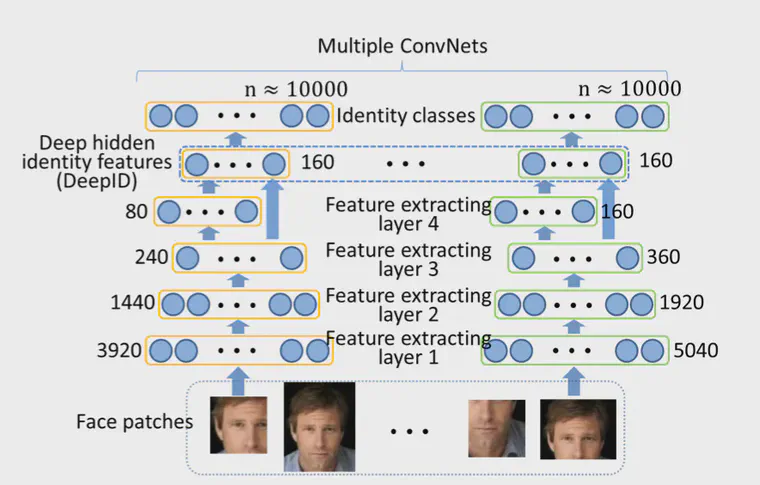 Multiple ConvNets
n ≈ 10000
n ≈ 10000
Identity classes
Deep hidden
identity features
(DeepID)
160
• • •
160
80
Feature extracting
layer 4
160
240
Feature extracting
layer 3
360
1440
Feature extracting
layer 2
1920
3920
Feature extracting
layer 1
5040
Face patches
• • •